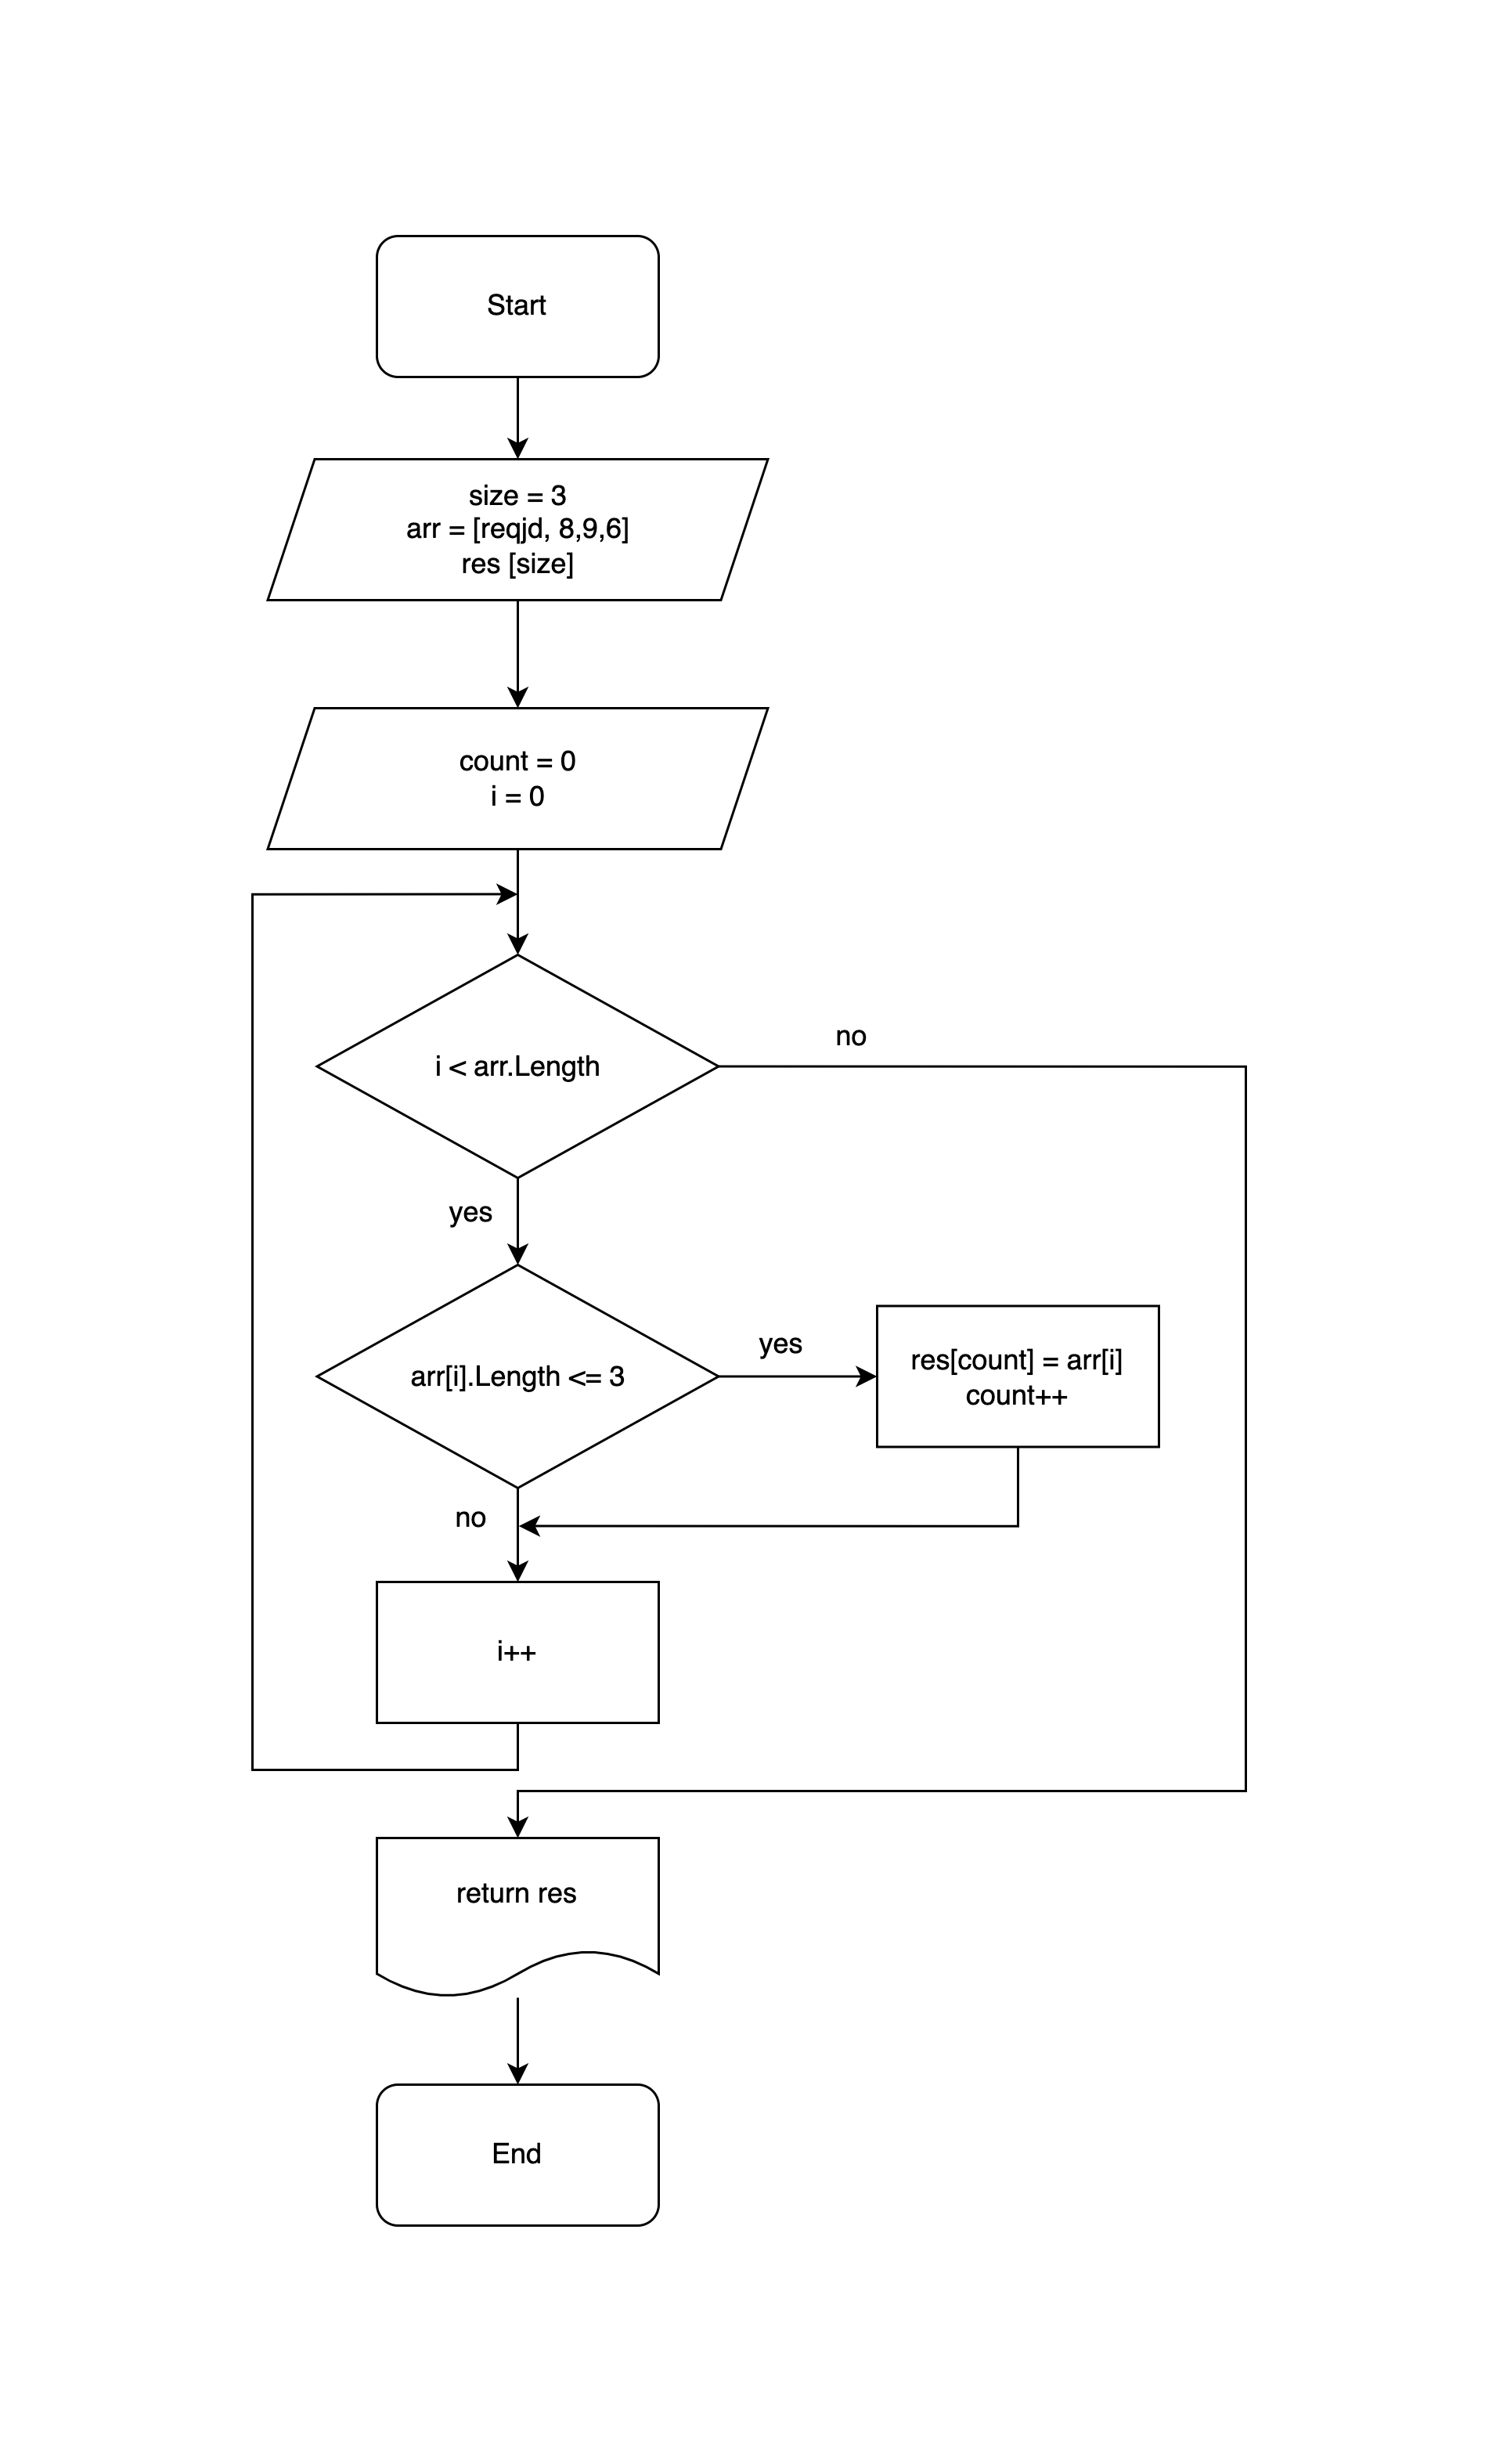 Start
size = 3
arr = [reqjd, 8,9,6]
res [size]
count = 0
i = 0
i < arr.Length
no
yes
arr[i].Length <= 3
yes
res[count] = arr[i]
count++
no
i++
return res
End